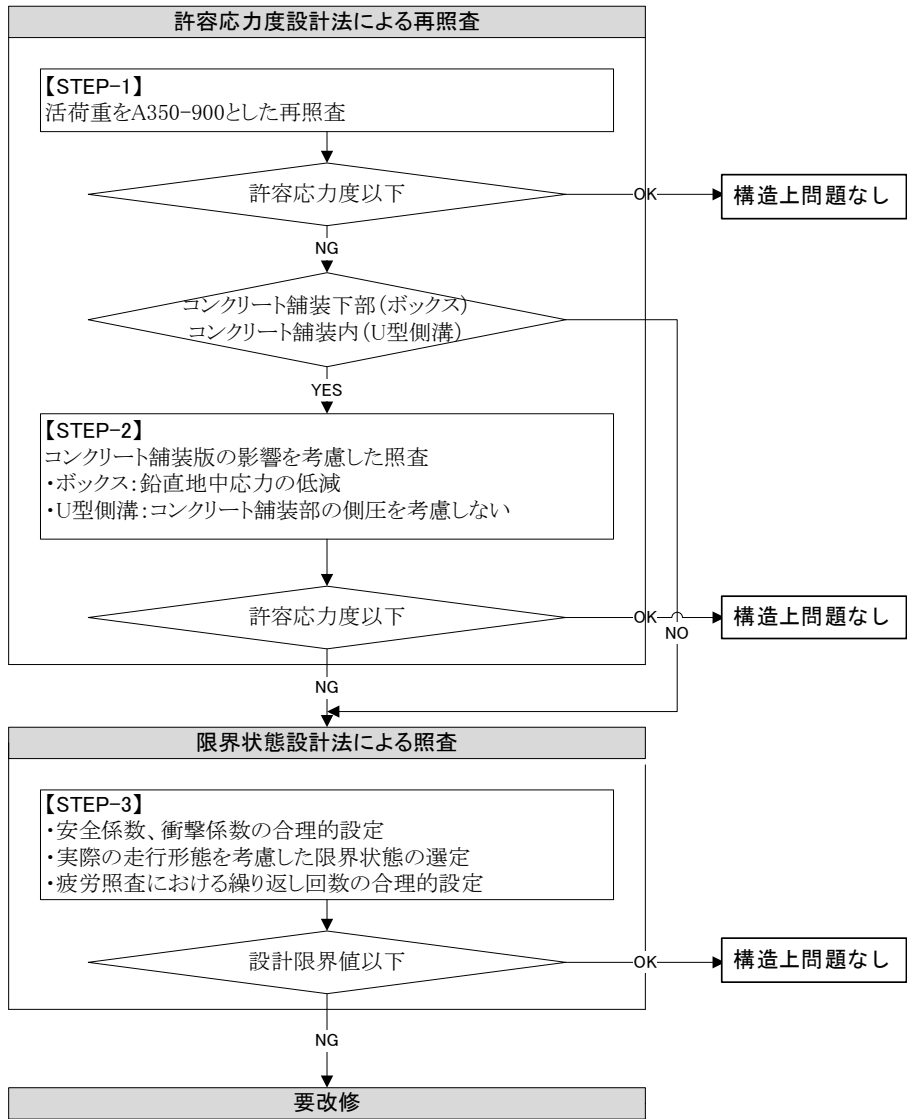 許容応力度設計法による再照査
【STEP-1】
活荷重をA350-900とした再照査
許容応力度以下
OK
構造上問題なし
NG
コンクリート舗装下部(ボックス)
コンクリート舗装内(U型側溝)
YES
【STEP-2】
コンクリート舗装版の影響を考慮した照査
・ボックス:鉛直地中応力の低減
・U型側溝:コンクリート舗装部の側圧を考慮しない
許容応力度以下
OK
構造上問題なし
NO
NG
限界状態設計法による照査
【STEP-3】
・安全係数、衝撃係数の合理的設定
・実際の走行形態を考慮した限界状態の選定
・疲労照査における繰り返し回数の合理的設定
設計限界値以下
OK
構造上問題なし
NG
要改修